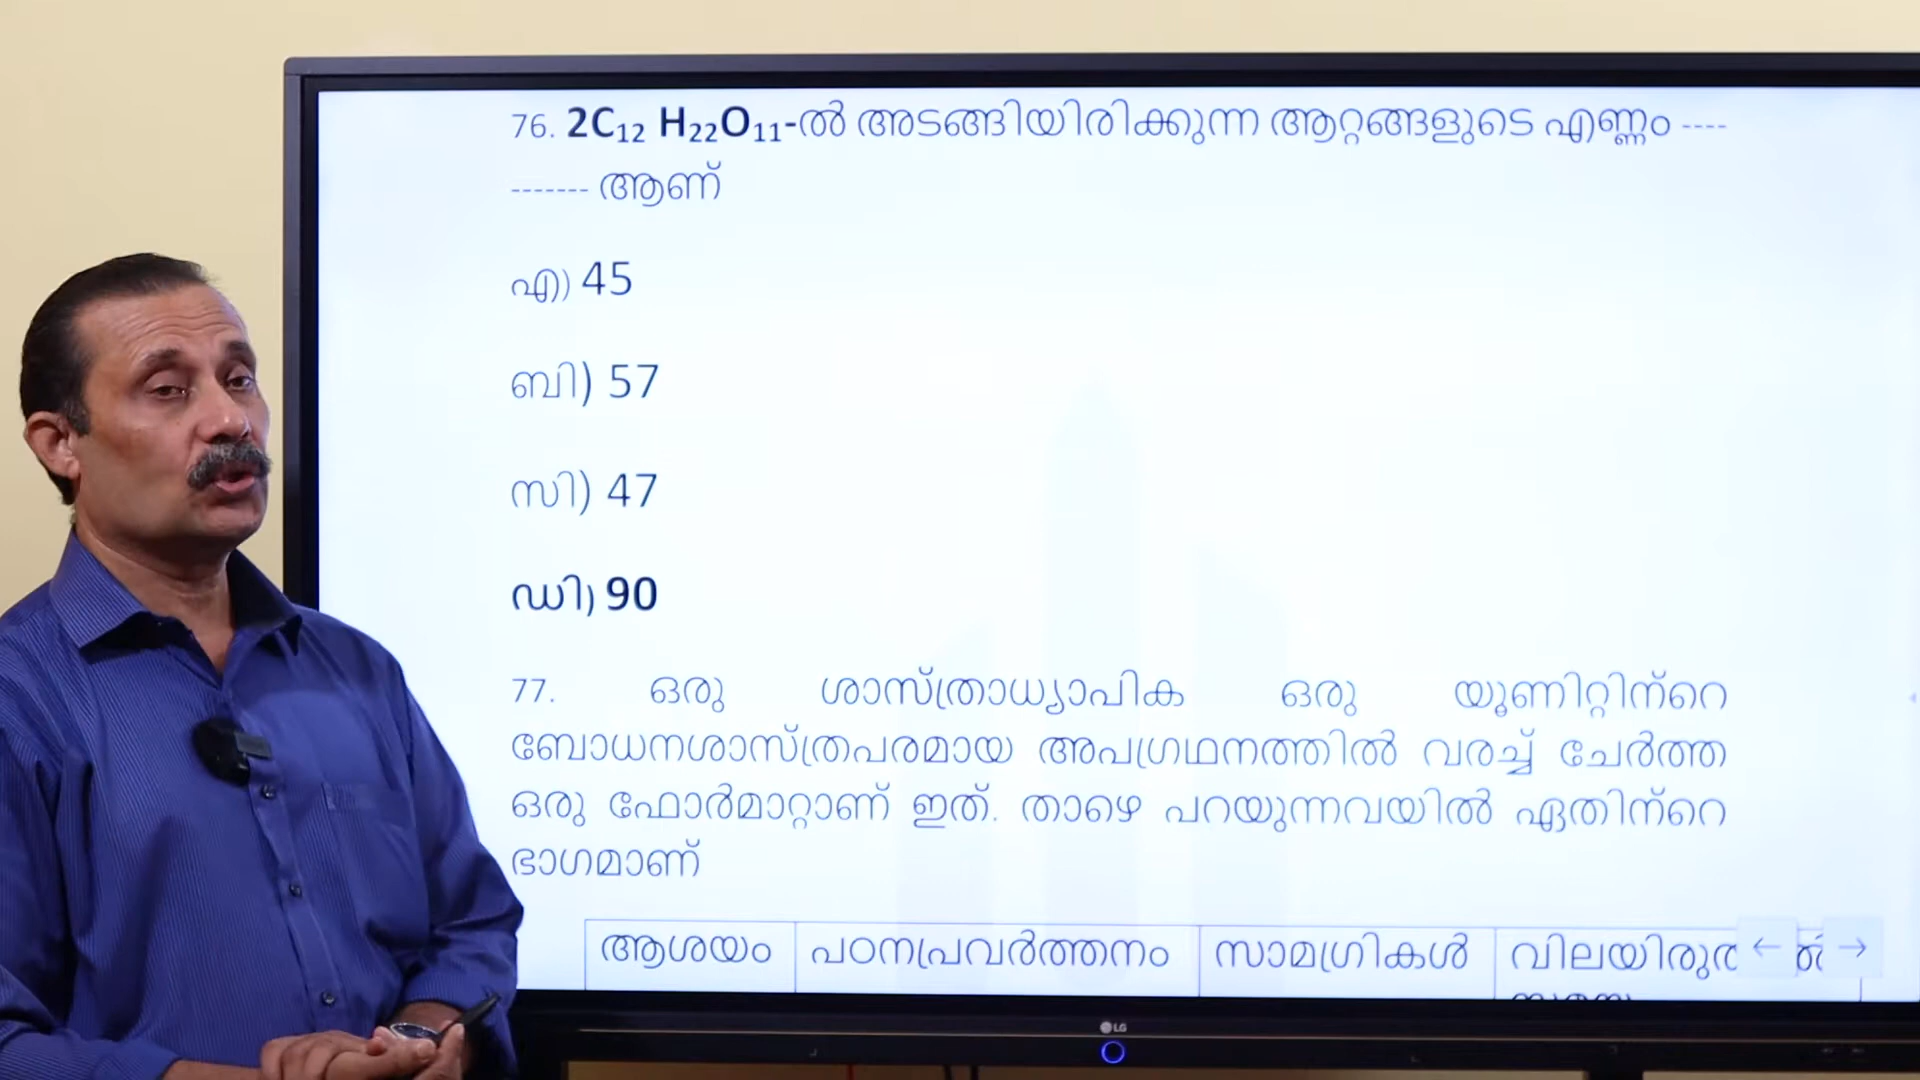 76. 2C₁₂ H₂₂O₁₁-ൽ അടങ്ങിയിരിക്കുന്ന ആറ്റങ്ങളുടെ എണ്ണം ----
------- ആണ്
എ) 45
ബി) 57
സി) 47
ഡി) 90
77. ഒരു ശാസ്ത്രാധ്യാപിക ഒരു യൂണിറ്റിന്റെ
ബോധനശാസ്ത്രപരമായ അപഗ്രഥനത്തിൽ വരച്ച് ചേർത്ത
ഒരു ഫോർമാറ്റാണ് ഇത്. താഴെ പറയുന്നവയിൽ ഏതിന്റെ
ഭാഗമാണ്
ആശയം പഠനപ്രവർത്തനം സാമഗ്രികൾ
LG